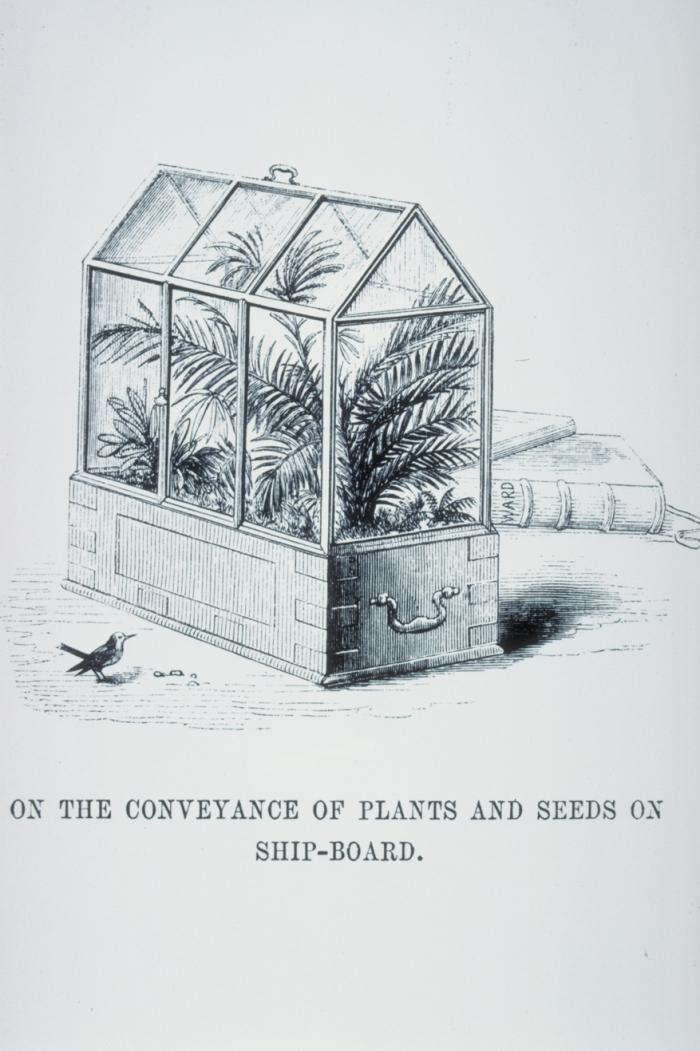 WARD
ON THE CONVEYANCE OF PLANTS AND SEEDS ON
SHIP-BOARD.